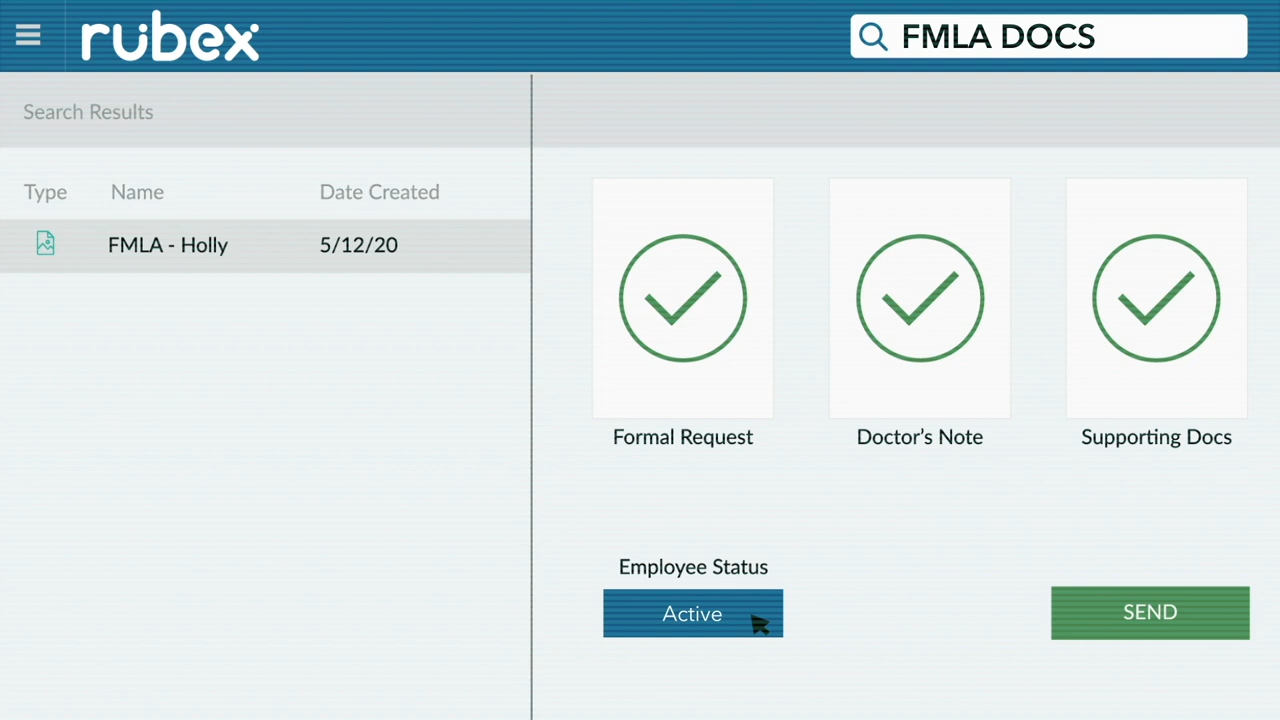 rubex
FMLA DOCS
Search Results
Type Name Date Created
FMLA - Holly 5/12/20
Formal Request Doctor's Note Supporting Docs
Employee Status
Active
SEND